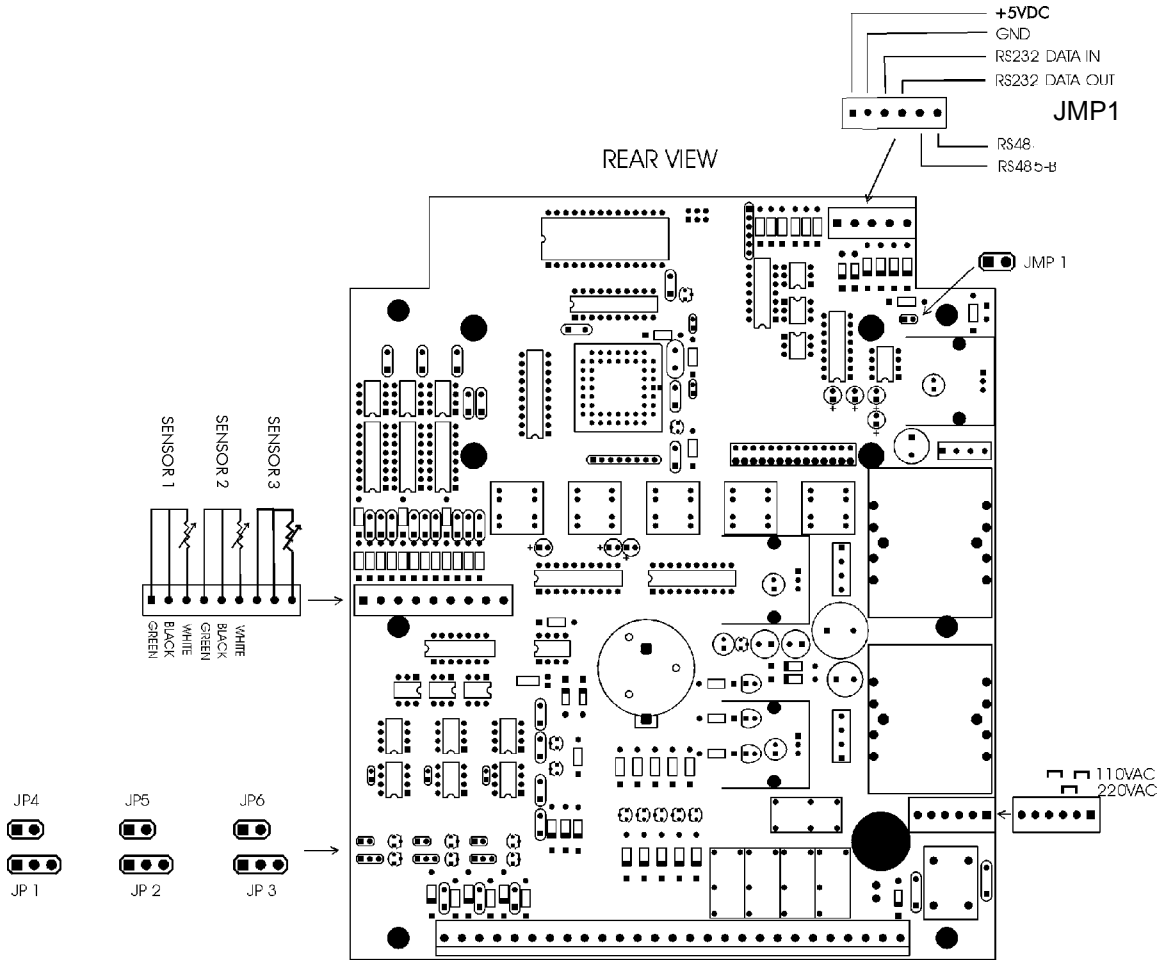 +5VDC
GND
RS232 DATA IN
RS232 DATA OUT
JMP1
RS48
RS485-B
REAR VIEW
JMP 1
SENSOR 1
SENSOR 2
SENSOR 3
GREEN
BLACK
WHITE
GREEN
BLACK
WHITE
110VAC
220VAC
JP4
JP5
JP6
JP 1
JP 2
JP 3